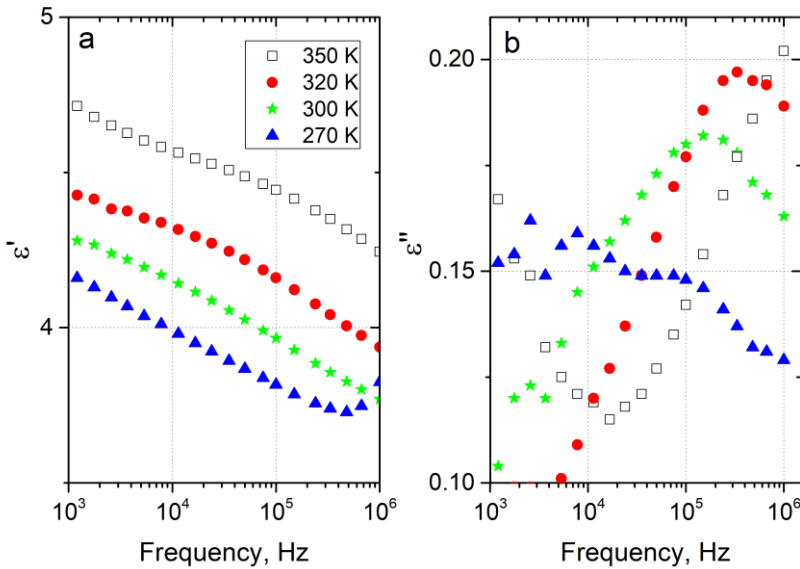 a
5
4
ε'
350 K
320 K
300 K
270 K
10³
10⁴
10⁵
10⁶
Frequency, Hz
b
0.20
0.15
0.10
ε''
10³
10⁴
10⁵
10⁶
Frequency, Hz